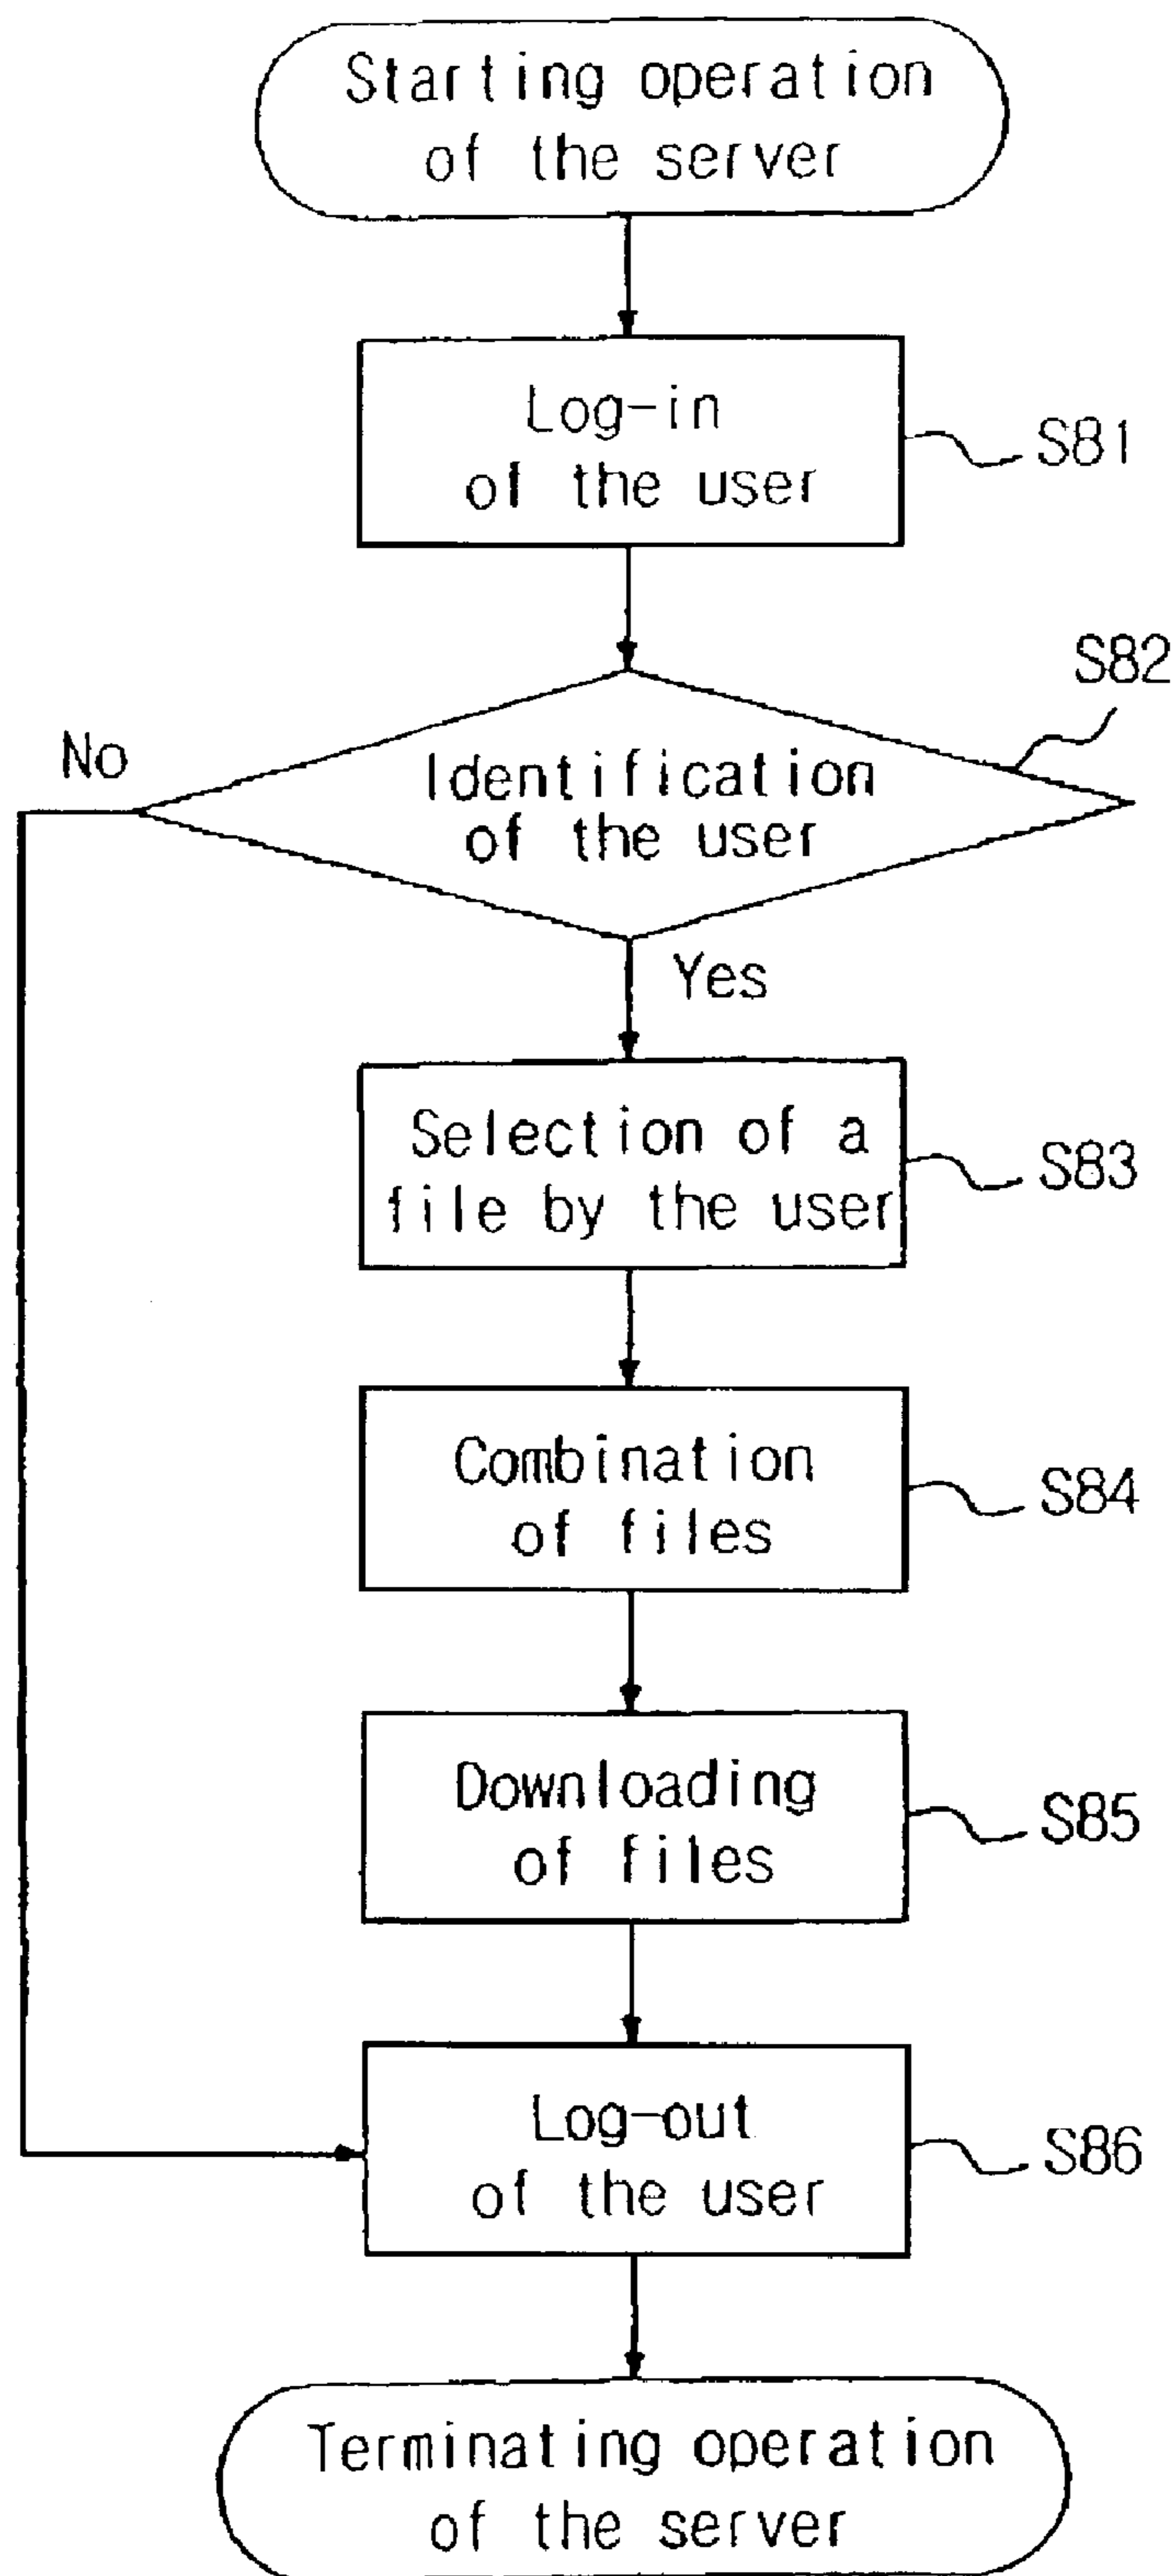 Starting operation
of the server
Log-in
of the user
S81
S82
No
Identification
of the user
Yes
Selection of a
file by the user
S83
Combination
of files
S84
Downloading
of files
S85
Log-out
of the user
S86
Terminating operation
of the server